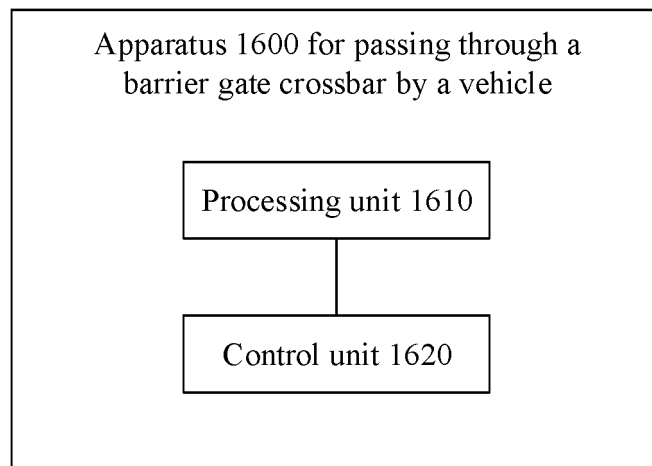 Apparatus 1600 for passing through a
barrier gate crossbar by a vehicle
Processing unit 1610
Control unit 1620